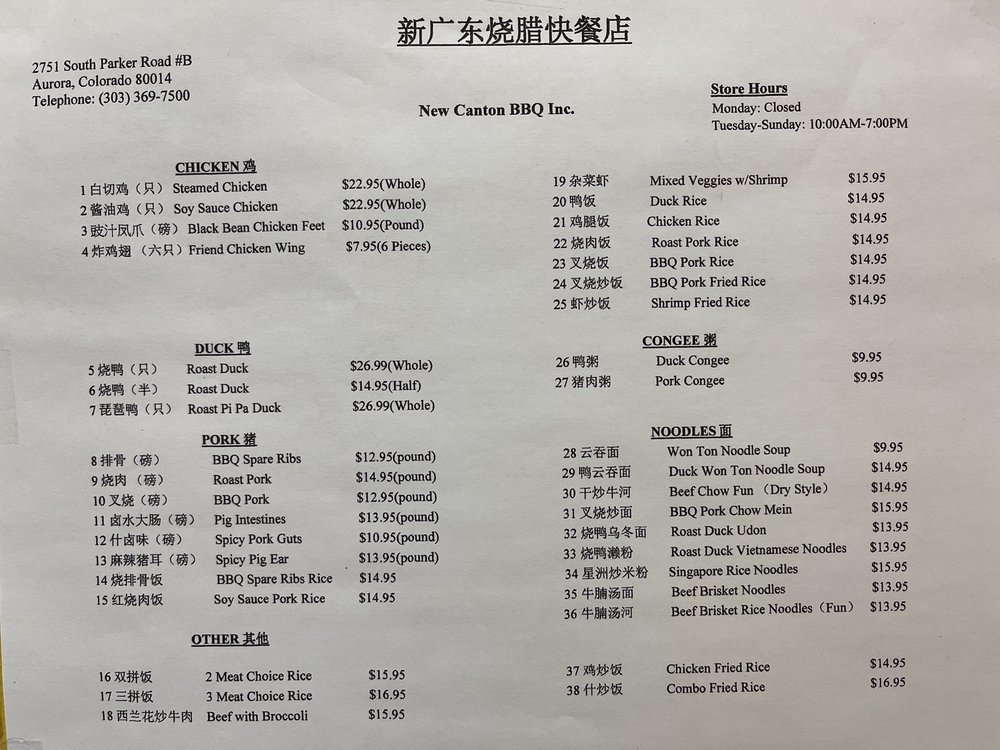 新广东烧腊快餐店
2751 South Parker Road #B
Aurora, Colorado 80014
Telephone: (303) 369-7500
New Canton BBQ Inc.
Store Hours
Monday: Closed
Tuesday-Sunday: 10:00AM-7:00PM
CHICKEN 鸡
1 白切鸡（只） Steamed Chicken $22.95(Whole)
2 酱油鸡（只） Soy Sauce Chicken $22.95(Whole)
3 豉汁凤爪（磅） Black Bean Chicken Feet $10.95(Pound)
4 炸鸡翅 （六只）Friend Chicken Wing $7.95(6 Pieces)
DUCK 鸭
5 烧鸭（只） Roast Duck $26.99(Whole)
6 烧鸭（半） Roast Duck $14.95(Half)
7 琵琶鸭（只） Roast Pi Pa Duck $26.99(Whole)
PORK 猪
8 排骨（磅） BBQ Spare Ribs $12.95(pound)
9 烧肉 （磅） Roast Pork $14.95(pound)
10 叉烧（磅） BBQ Pork $12.95(pound)
11 卤水大肠（磅） Pig Intestines $13.95(pound)
12 什卤味（磅） Spicy Pork Guts $10.95(pound)
13 麻辣猪耳（磅） Spicy Pig Ear $13.95(pound)
14 烧排骨饭 BBQ Spare Ribs Rice $14.95
15 红烧肉饭 Soy Sauce Pork Rice $14.95
OTHER 其他
16 双拼饭 2 Meat Choice Rice $15.95
17 三拼饭 3 Meat Choice Rice $16.95
18 西兰花炒牛肉 Beef with Broccoli $15.95
19 杂菜虾 Mixed Veggies w/Shrimp $15.95
20 鸭饭 Duck Rice $14.95
21 鸡腿饭 Chicken Rice $14.95
22 烧肉饭 Roast Pork Rice $14.95
23 叉烧饭 BBQ Pork Rice $14.95
24 叉烧炒饭 BBQ Pork Fried Rice $14.95
25 虾炒饭 Shrimp Fried Rice $14.95
CONGEE 粥
26 鸭粥 Duck Congee $9.95
27 猪肉粥 Pork Congee $9.95
NOODLES 面
28 云吞面 Won Ton Noodle Soup $9.95
29 鸭云吞面 Duck Won Ton Noodle Soup $14.95
30 干炒牛河 Beef Chow Fun （Dry Style） $14.95
31 叉烧炒面 BBQ Pork Chow Mein $15.95
32 烧鸭乌冬面 Roast Duck Udon $13.95
33 烧鸭濑粉 Roast Duck Vietnamese Noodles $13.95
34 星洲炒米粉 Singapore Rice Noodles $15.95
35 牛腩汤面 Beef Brisket Noodles $13.95
36 牛腩汤河 Beef Brisket Rice Noodles（Fun） $13.95
37 鸡炒饭 Chicken Fried Rice $14.95
38 什炒饭 Combo Fried Rice $16.95